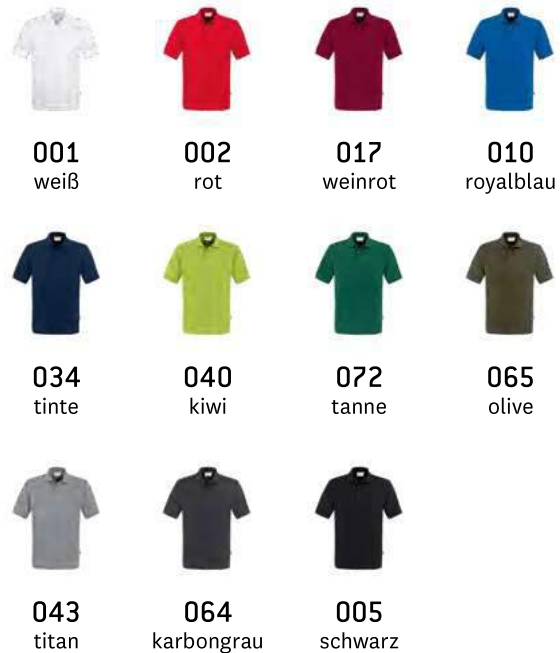 001
weiß
002
rot
017
weinrot
010
royalblau
034
tinte
040
kiwi
072
tanne
065
olive
043
titan
064
karbongrau
005
schwarz